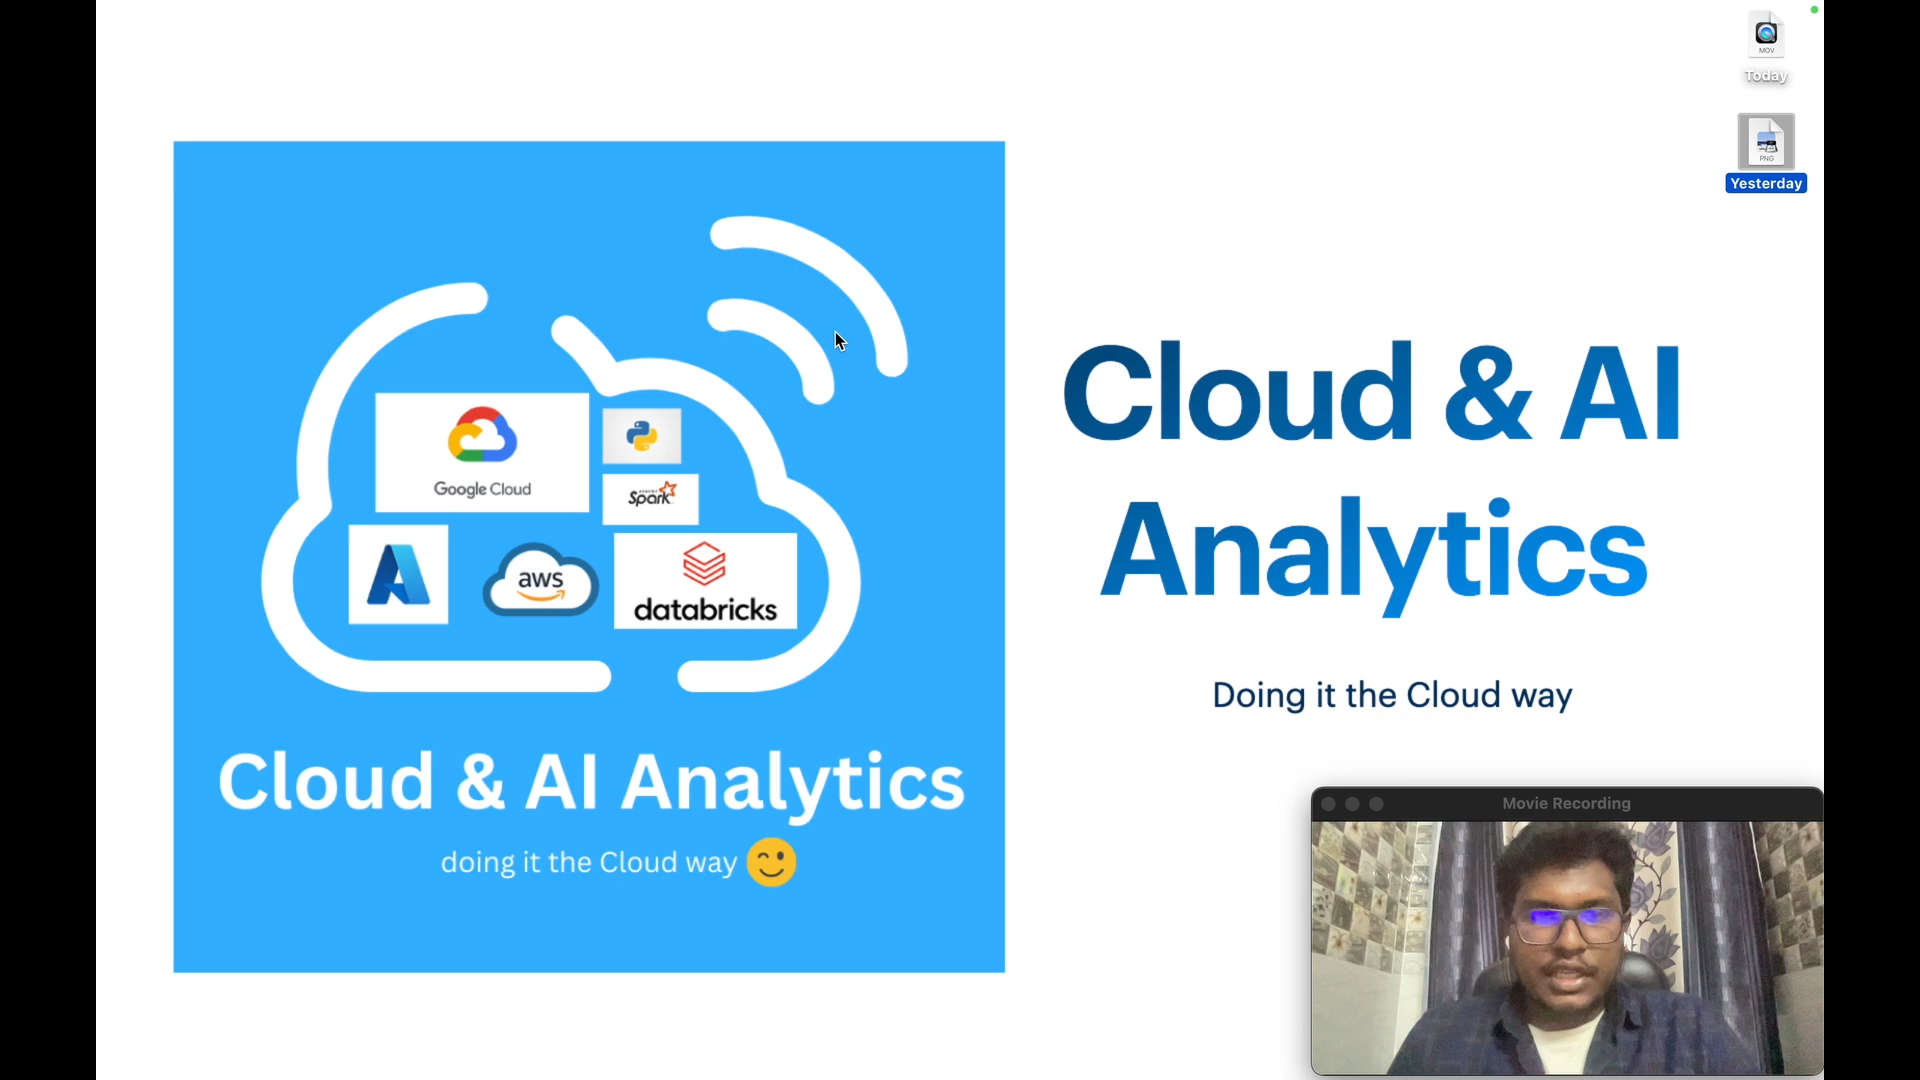 MOV
Today
PNG
Yesterday
Google Cloud
Spark
aws
databricks
Cloud & AI Analytics
doing it the Cloud way
Cloud & AI
Analytics
Doing it the Cloud way
Movie Recording